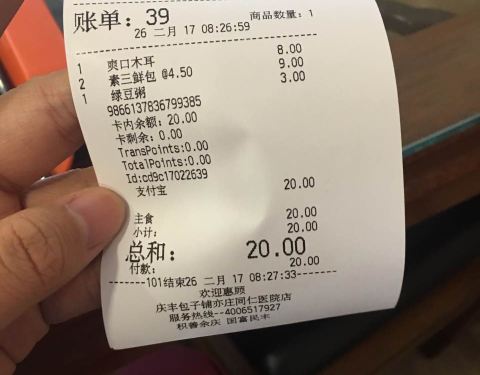 账单：39
商品数量：1
26 二月 17 08:26:59
1 爽口木耳 8.00
2 素三鲜包 @4.50 9.00
1 绿豆粥 3.00
9866137836799385
卡内余额：20.00
卡剩余：0.00
TransPoints:0.00
TotalPoints:0.00
Id:cd9c17022639
支付宝 20.00
主食 20.00
小计： 20.00
总和： 20.00
付款： 20.00
------101结束26 二月 17 08:27:33------
欢迎惠顾
庆丰包子铺亦庄同仁医院店
服务热线--4006517927
积善余庆 国富民丰